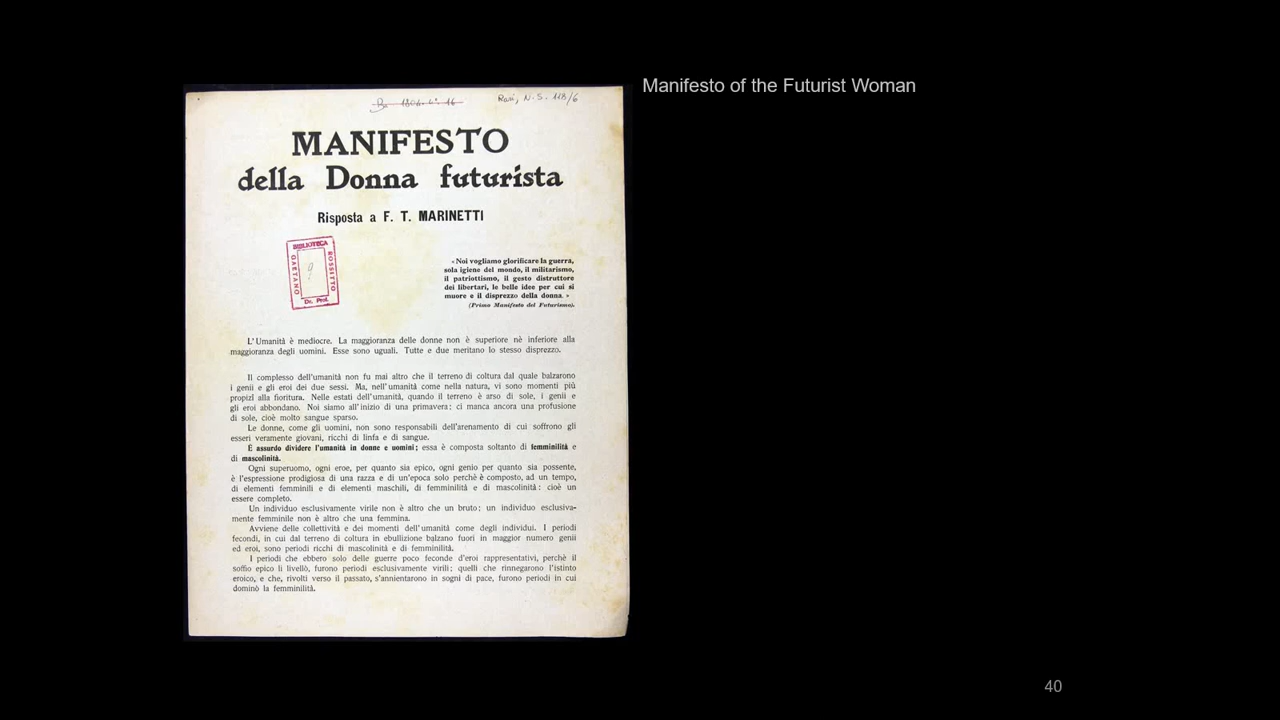 Manifesto of the Futurist Woman
Rari, N. S. 118/6
MANIFESTO
della Donna futurista
Risposta a F. T. MARINETTI
BIBLIOTECA
GAETANO
ROSSITTO
Dr. Prof.
« Noi vogliamo glorificare la guerra,
sola igiene del mondo, il militarismo,
il patriottismo, il gesto distruttore
dei libertari, le belle idee per cui si
muore e il disprezzo della donna. »
(Primo Manifesto del Futurismo).
L'Umanità è mediocre. La maggioranza delle donne non è superiore nè inferiore alla
maggioranza degli uomini. Esse sono uguali. Tutte e due meritano lo stesso disprezzo.
Il complesso dell'umanità non fu mai altro che il terreno di coltura dal quale balzarono
i genii e gli eroi dei due sessi. Ma, nell'umanità come nella natura, vi sono momenti più
propizî alla fioritura. Nelle estati dell'umanità, quando il terreno è arso di sole, i genii e
gli eroi abbondano. Noi siamo all'inizio di una primavera; ci manca ancora una profusione
di sole, cioè molto sangue sparso.
Le donne, come gli uomini, non sono responsabili dell'arenamento di cui soffrono gli
esseri veramente giovani, ricchi di linfa e di sangue.
È assurdo dividere l'umanità in donne e uomini; essa è composta soltanto di femminilità e
di mascolinità.
Ogni superuomo, ogni eroe, per quanto sia epico, ogni genio per quanto sia possente,
è l'espressione prodigiosa di una razza e di un'epoca solo perchè è composto, ad un tempo,
di elementi femminili e di elementi maschili, di femminilità e di mascolinità: cioè un
essere completo.
Un individuo esclusivamente virile non è altro che un bruto; un individuo esclusiva-
mente femminile non è altro che una femmina.
Avviene delle collettività e dei momenti dell'umanità come degli individui. I periodi
fecondi, in cui dal terreno di coltura in ebullizione balzano fuori in maggior numero genii
ed eroi, sono periodi ricchi di mascolinità e di femminilità.
I periodi che ebbero solo delle guerre poco feconde d'eroi rappresentativi, perchè il
soffio epico li livellò, furono periodi esclusivamente virili; quelli che rinnegarono l'istinto
eroico, e che, rivolti verso il passato, s'annientarono in sogni di pace, furono periodi in cui
dominò la femminilità.
40